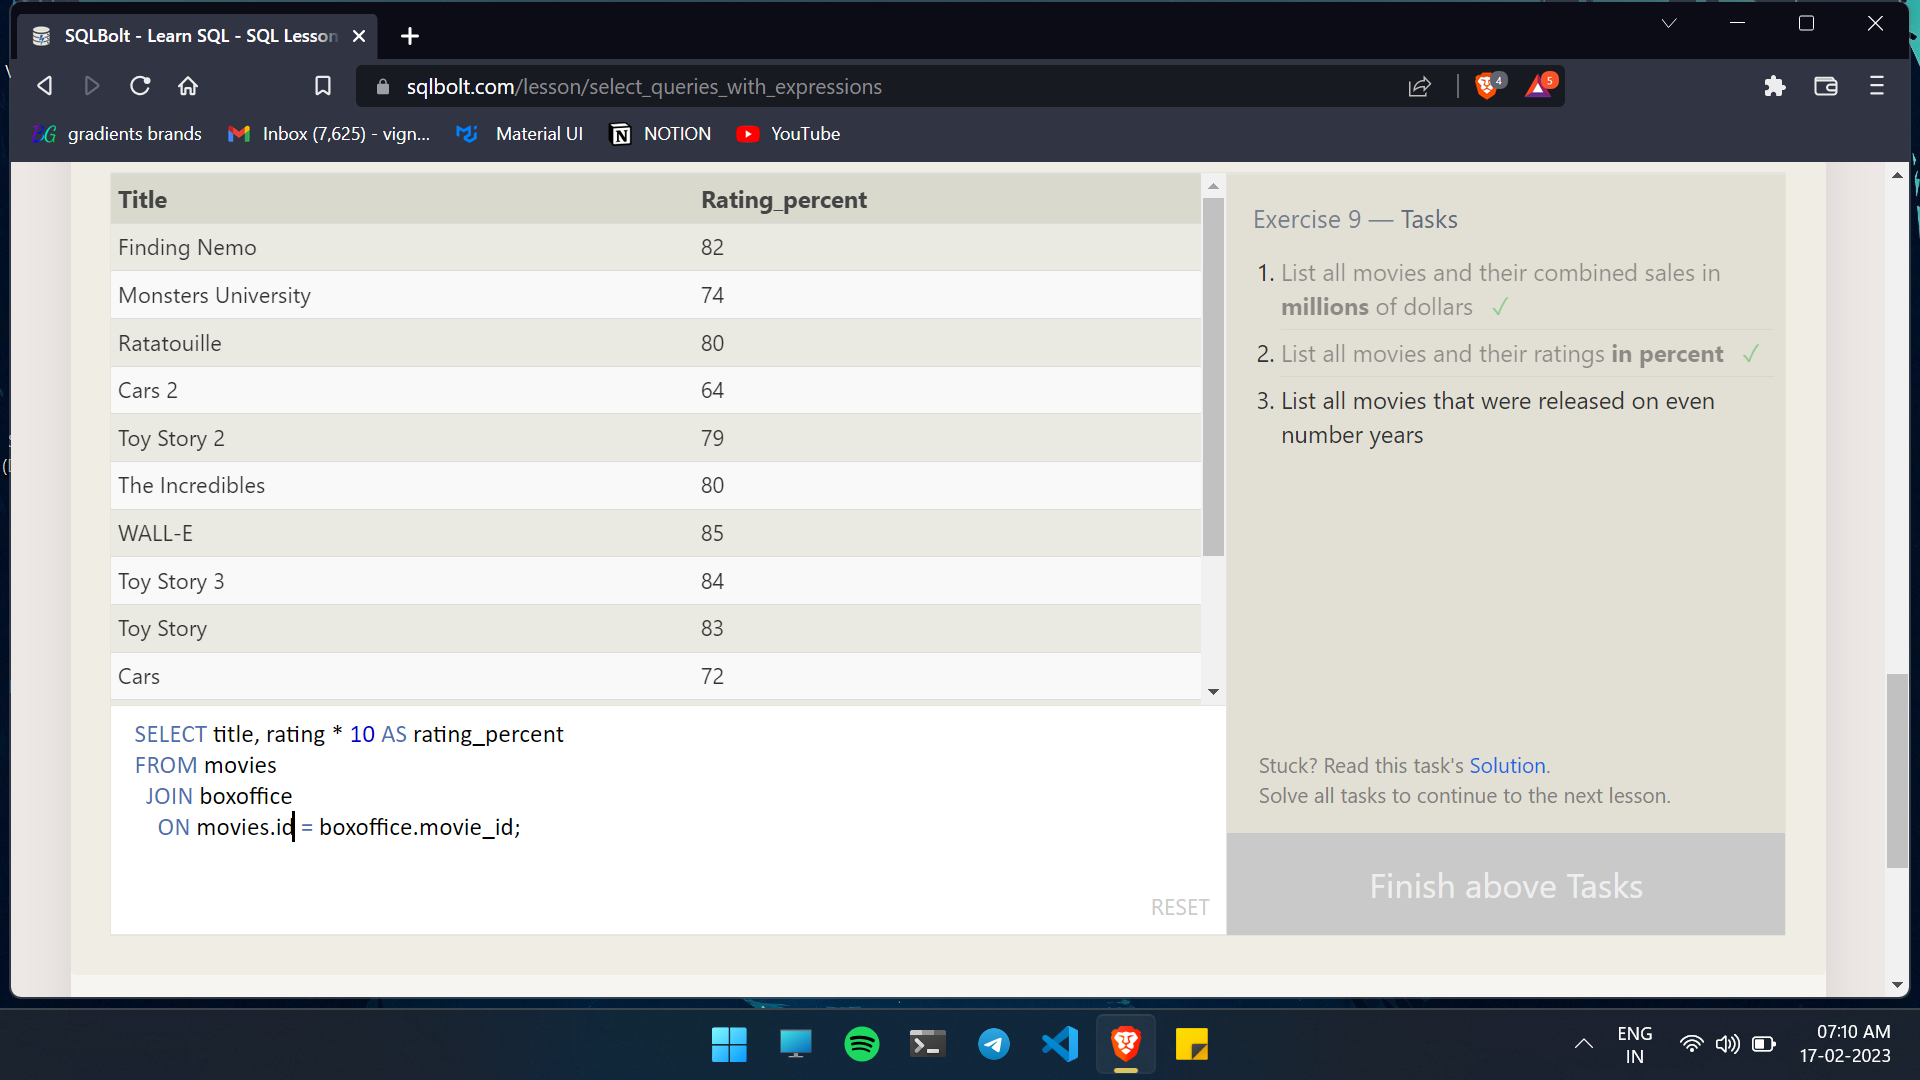 SQLBolt - Learn SQL - SQL Lesson
sqlbolt.com/lesson/select_queries_with_expressions
4
5
gradients brands
Inbox (7,625) - vign...
Material UI
NOTION
YouTube
Title Rating_percent
Finding Nemo 82
Monsters University 74
Ratatouille 80
Cars 2 64
Toy Story 2 79
The Incredibles 80
WALL-E 85
Toy Story 3 84
Toy Story 83
Cars 72
SELECT title, rating * 10 AS rating_percent
FROM movies
JOIN boxoffice
ON movies.id = boxoffice.movie_id;
RESET
Exercise 9 — Tasks
1. List all movies and their combined sales in
millions of dollars ✓
2. List all movies and their ratings in percent ✓
3. List all movies that were released on even
number years
Stuck? Read this task's Solution.
Solve all tasks to continue to the next lesson.
Finish above Tasks
ENG
IN
07:10 AM
17-02-2023